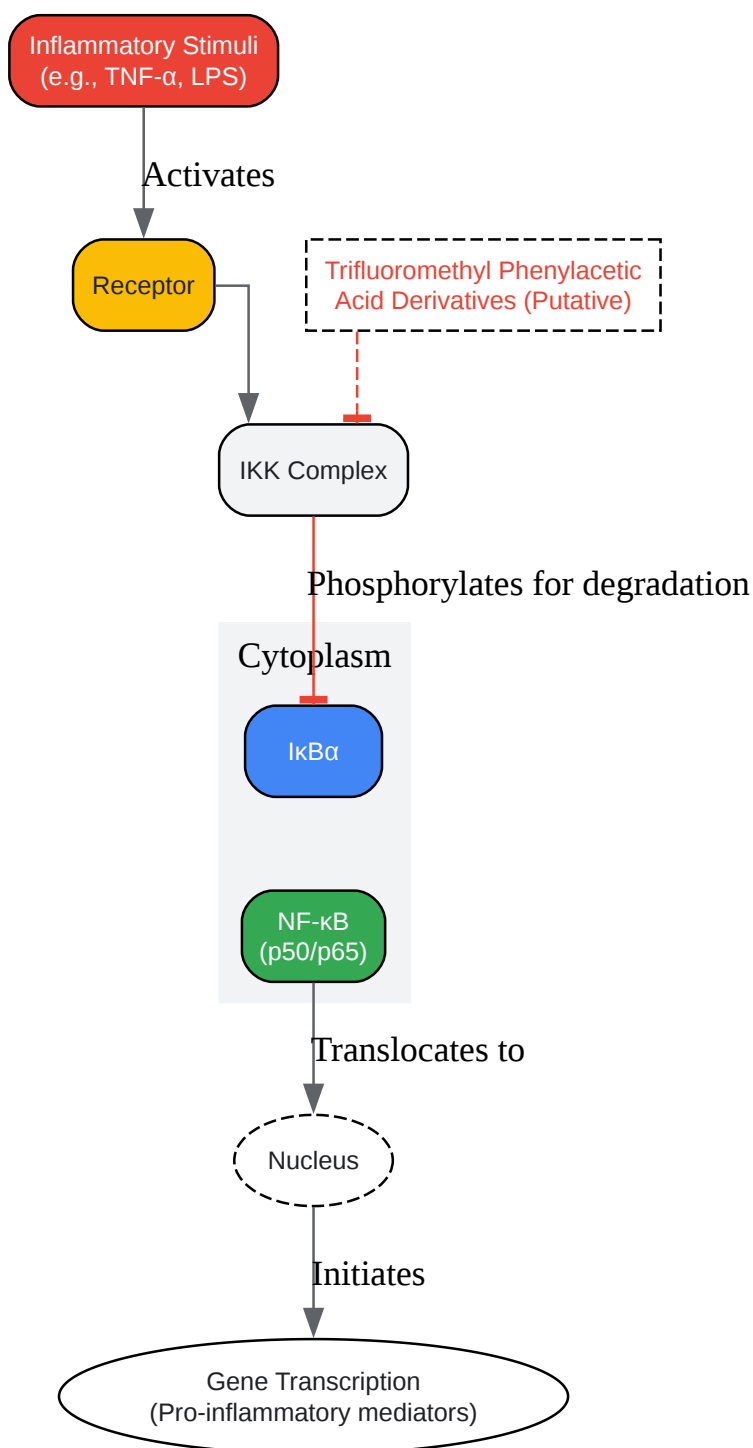 Inflammatory Stimuli
(e.g., TNF-α, LPS)
Activates
Receptor
Trifluoromethyl Phenylacetic
Acid Derivatives (Putative)
IKK Complex
Phosphorylates for degradation
Cytoplasm
IκBα
NF-κB
(p50/p65)
Translocates to
Nucleus
Initiates
Gene Transcription
(Pro-inflammatory mediators)